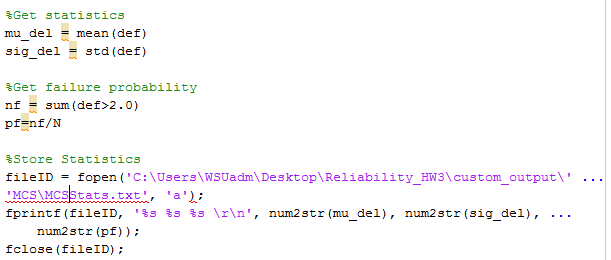 %Get statistics
mu_del = mean(def)
sig_del = std(def)
%Get failure probability
nf = sum(def>2.0)
pf=nf/N
%Store Statistics
fileID = fopen('C:\Users\WSUadm\Desktop\Reliability_HW3\custom_output\' ...
'MCS\MCSStats.txt', 'a');
fprintf(fileID, '%s %s %s \r\n', num2str(mu_del), num2str(sig_del), ...
num2str(pf));
fclose(fileID);